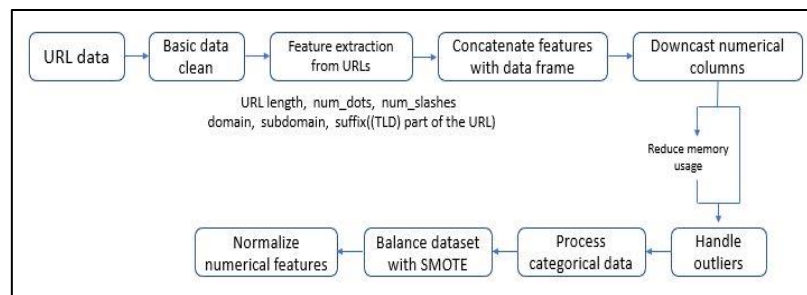 URL data
Basic data
clean
Feature extraction
from URLs
Concatenate features
with data frame
Downcast numerical
columns
URL length, num_dots, num_slashes
domain, subdomain, suffix((TLD) part of the URL)
Reduce memory
usage
Normalize
numerical features
Balance dataset
with SMOTE
Process
categorical data
Handle
outliers